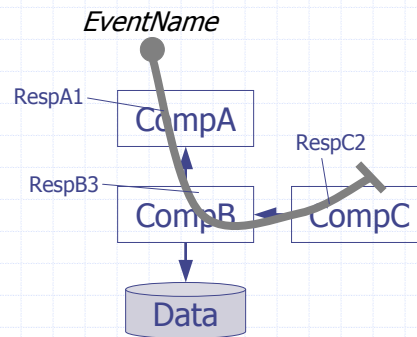 EventName
RespA1
CompA
RespC2
RespB3
CompB
CompC
Data